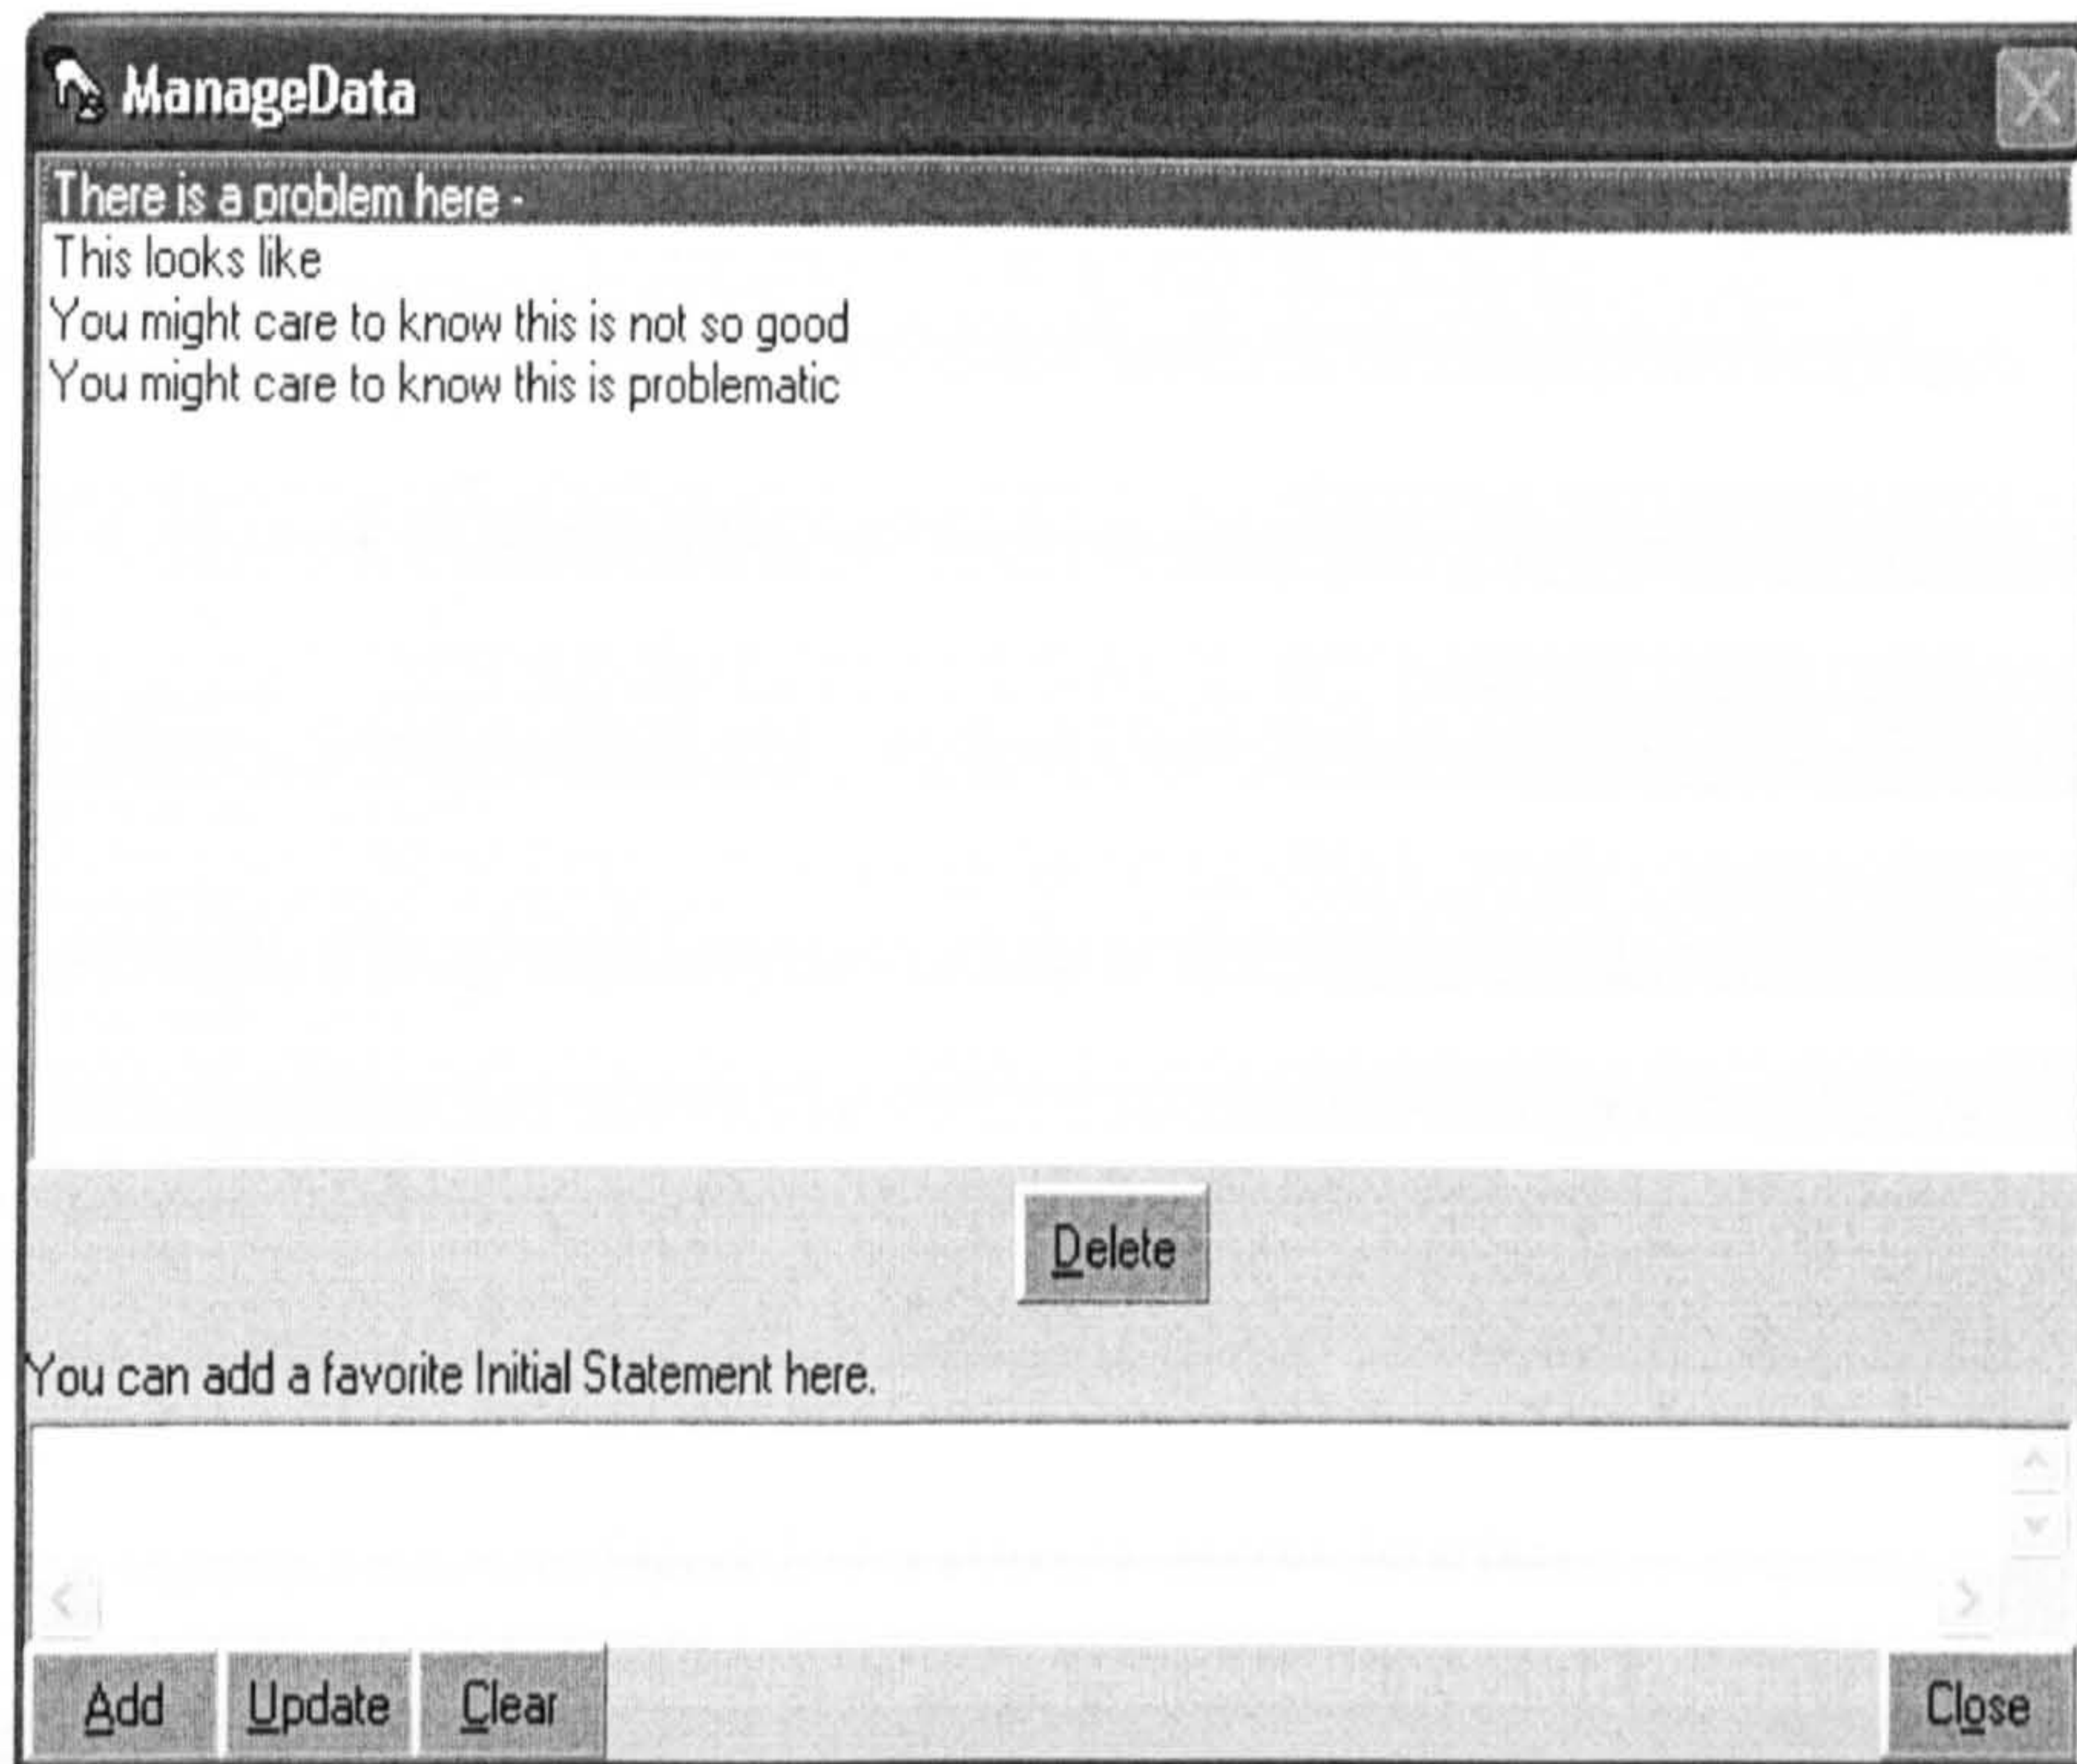 ManageData
There is a problem here -
This looks like
You might care to know this is not so good
You might care to know this is problematic
Delete
You can add a favorite Initial Statement here.
Add Update Clear Close